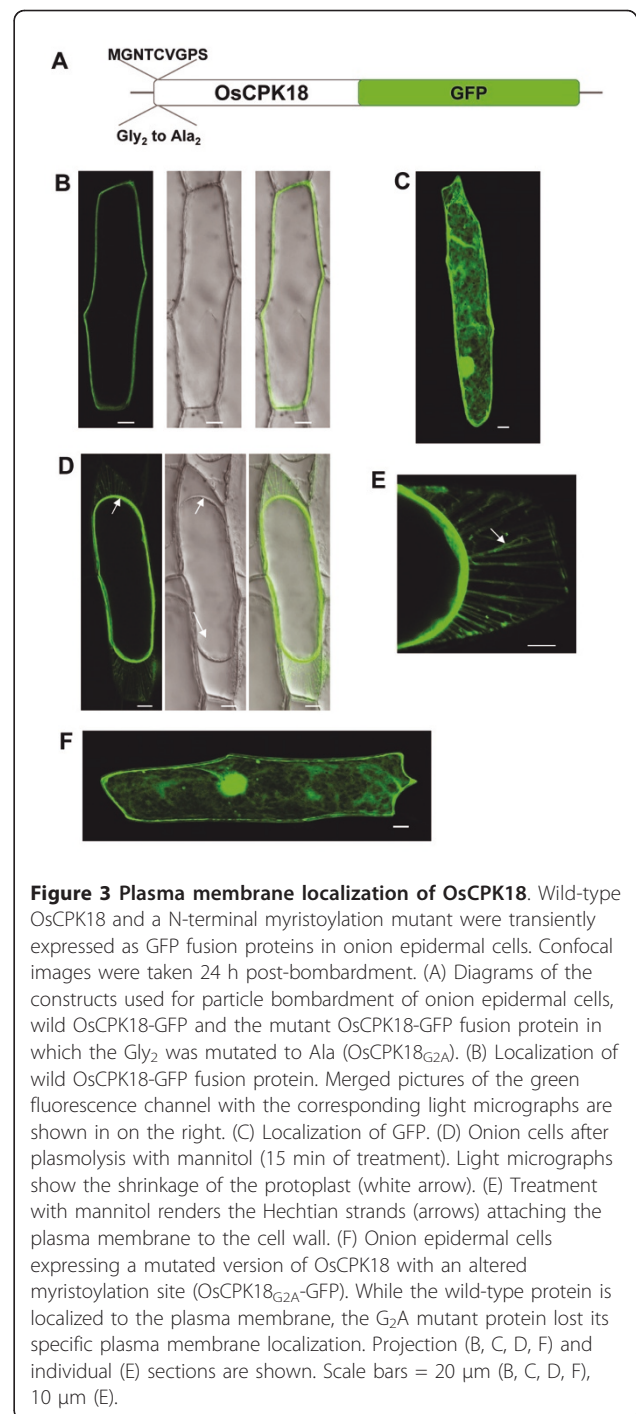 A
MGNTCVGPS
OsCPK18
GFP
Gly2 to Ala2
B
C
D
E
F
Figure 3 Plasma membrane localization of OsCPK18. Wild-type
OsCPK18 and a N-terminal myristoylation mutant were transiently
expressed as GFP fusion proteins in onion epidermal cells. Confocal
images were taken 24 h post-bombardment. (A) Diagrams of the
constructs used for particle bombardment of onion epidermal cells,
wild OsCPK18-GFP and the mutant OsCPK18-GFP fusion protein in
which the Gly2 was mutated to Ala (OsCPK18G2A). (B) Localization of
wild OsCPK18-GFP fusion protein. Merged pictures of the green
fluorescence channel with the corresponding light micrographs are
shown in on the right. (C) Localization of GFP. (D) Onion cells after
plasmolysis with mannitol (15 min of treatment). Light micrographs
show the shrinkage of the protoplast (white arrow). (E) Treatment
with mannitol renders the Hechtian strands (arrows) attaching the
plasma membrane to the cell wall. (F) Onion epidermal cells
expressing a mutated version of OsCPK18 with an altered
myristoylation site (OsCPK18G2A-GFP). While the wild-type protein is
localized to the plasma membrane, the G2A mutant protein lost its
specific plasma membrane localization. Projection (B, C, D, F) and
individual (E) sections are shown. Scale bars = 20 μm (B, C, D, F),
10 μm (E).